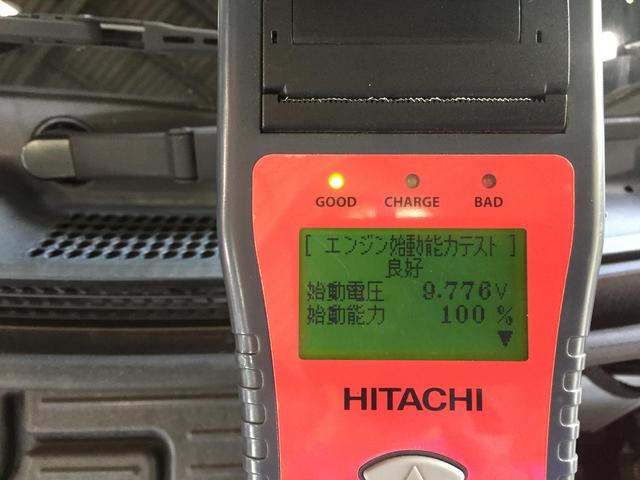 GOOD CHARGE BAD
[ エンジン始動能力テスト ]
良好
始動電圧 9.776V
始動能力 100 %
▼
HITACHI